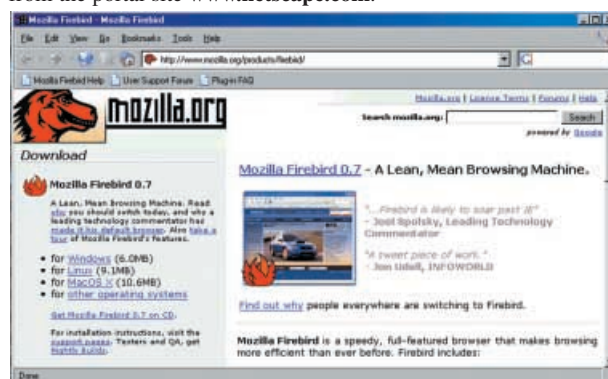 from the portal site www.netscape.com.
Mozilla Firebird - Mozilla Firebird
File Edit View Go Bookmarks Tools Help
http://www.mozilla.org/products/firebird/
Mozilla Firebird Help User Support Forum Plug-in FAQ
mozilla.org
Mozilla.org | License Terms | Forums | Help
Search mozilla.org: Search
powered by Google
Download
Mozilla Firebird 0.7
A Lean, Mean Browsing Machine. Read
why you should switch today, and why a
leading technology commentator has
made it his default browser. Also take a
tour of Mozilla Firebird's features.
• for Windows (6.0MB)
• for Linux (9.1MB)
• for MacOS X (10.6MB)
• for other operating systems
Get Mozilla Firebird 0.7 on CD.
For installation instructions, visit the
support pages. Testers and QA, get
Nightly Builds.
Mozilla Firebird 0.7 - A Lean, Mean Browsing Machine.
"...Firebird is likely to soar past IE"
- Joel Spolsky, Leading Technology
Commentator
"A sweet piece of work."
- Jon Udell, INFOWORLD
Find out why people everywhere are switching to Firebird.
Mozilla Firebird is a speedy, full-featured browser that makes browsing
more efficient than ever before. Firebird includes:
Done